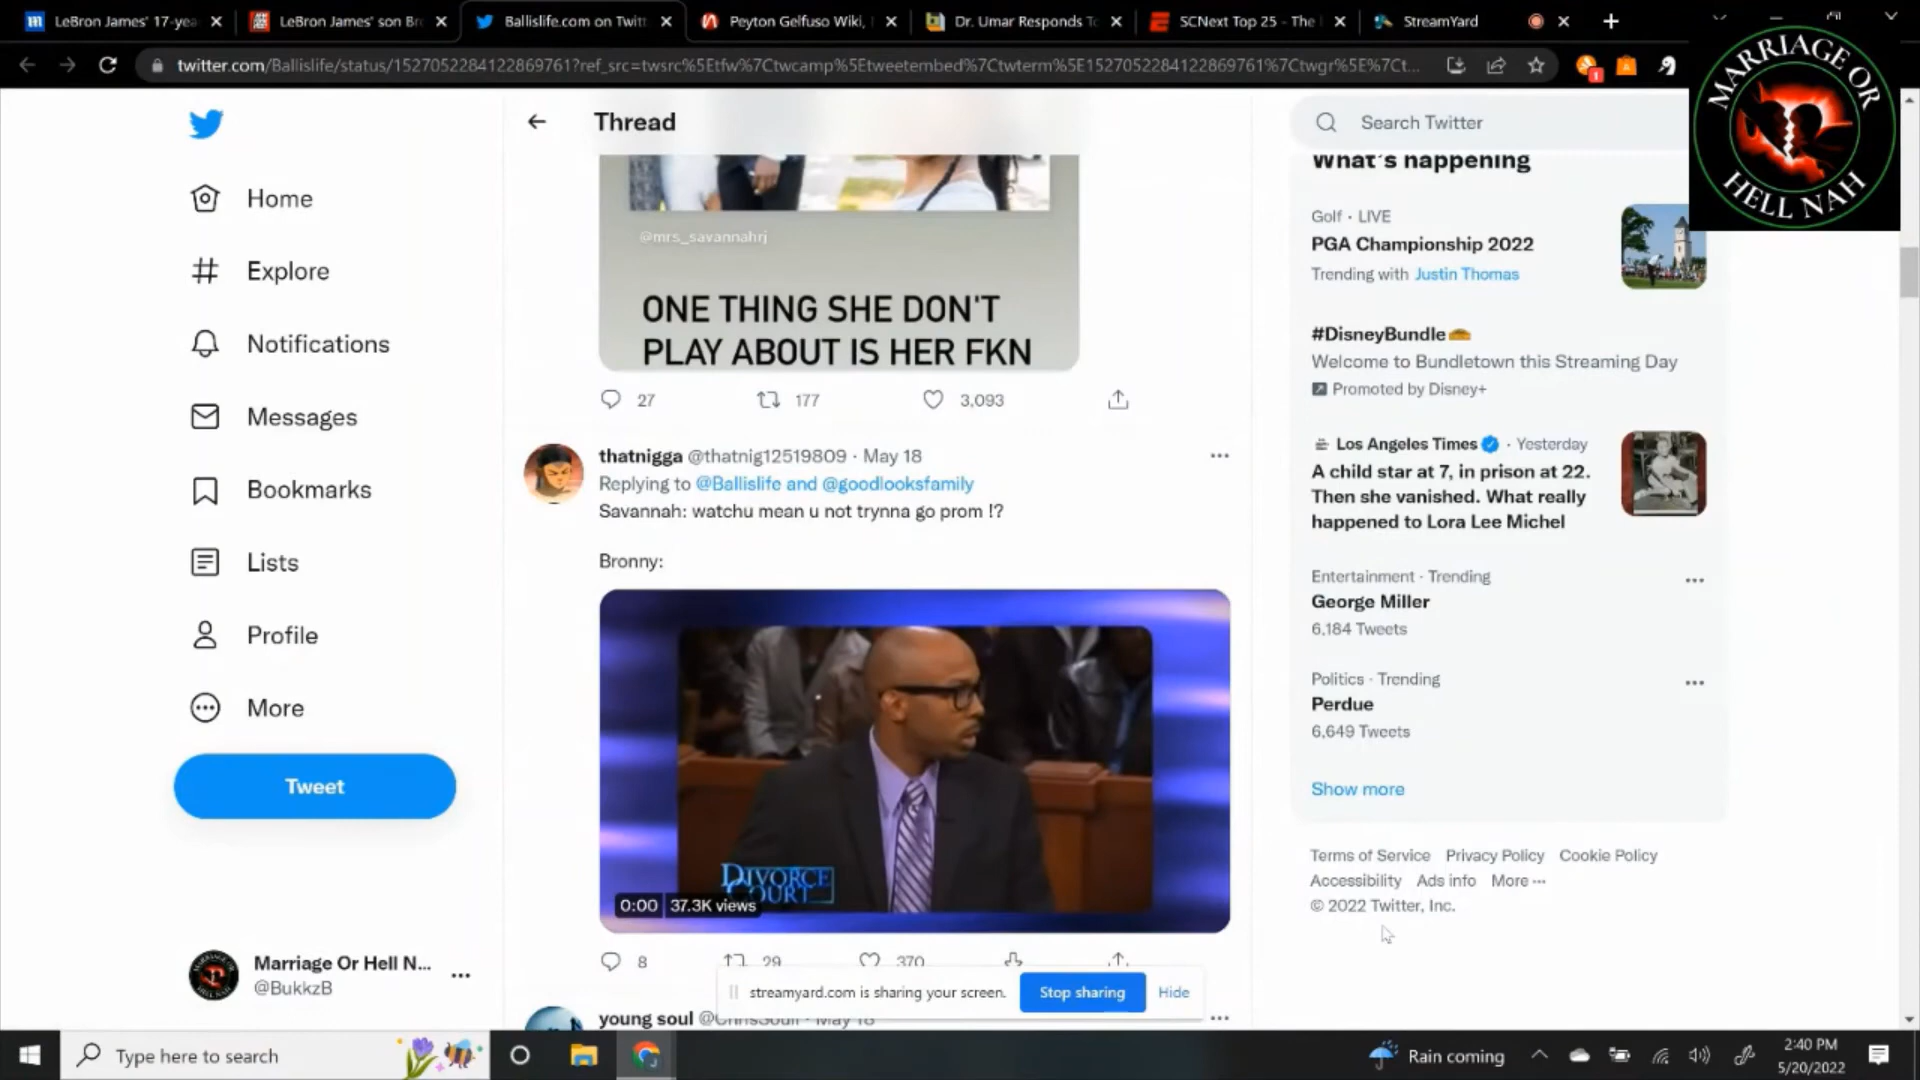 LeBron James' 17-yea
LeBron James' son Br
Ballislife.com on Twitt
Peyton Gelfuso Wiki,
Dr. Umar Responds To
SCNext Top 25 - The
StreamYard
twitter.com/Ballislife/status/1527052284122869761?ref_src=twsrc%5Etfw%7Ctwcamp%5Etweetembed%7Ctwterm%5E1527052284122869761%7Ctwgr%5E%7Ct...
1
MARRIAGE OR
HELL NAH
Home
Explore
Notifications
Messages
Bookmarks
Lists
Profile
More
Tweet
Marriage Or Hell N...
@BukkzB
Thread
@mrs_savannahrj
ONE THING SHE DON'T
PLAY ABOUT IS HER FKN
27 177 3,093
thatnigga @thatnig12519809 · May 18
Replying to @Ballislife and @goodlooksfamily
Savannah: watchu mean u not trynna go prom !?
Bronny:
DIVORCE
COURT
0:00 37.3K views
8 29 370
streamyard.com is sharing your screen.
Stop sharing
Hide
young soul @ChrisSouII · May 18
Search Twitter
What's happening
Golf · LIVE
PGA Championship 2022
Trending with Justin Thomas
#DisneyBundle
Welcome to Bundletown this Streaming Day
Promoted by Disney+
Los Angeles Times · Yesterday
A child star at 7, in prison at 22.
Then she vanished. What really
happened to Lora Lee Michel
Entertainment · Trending
George Miller
6,184 Tweets
Politics · Trending
Perdue
6,649 Tweets
Show more
Terms of Service Privacy Policy Cookie Policy
Accessibility Ads info More ···
© 2022 Twitter, Inc.
Type here to search
Rain coming
2:40 PM
5/20/2022